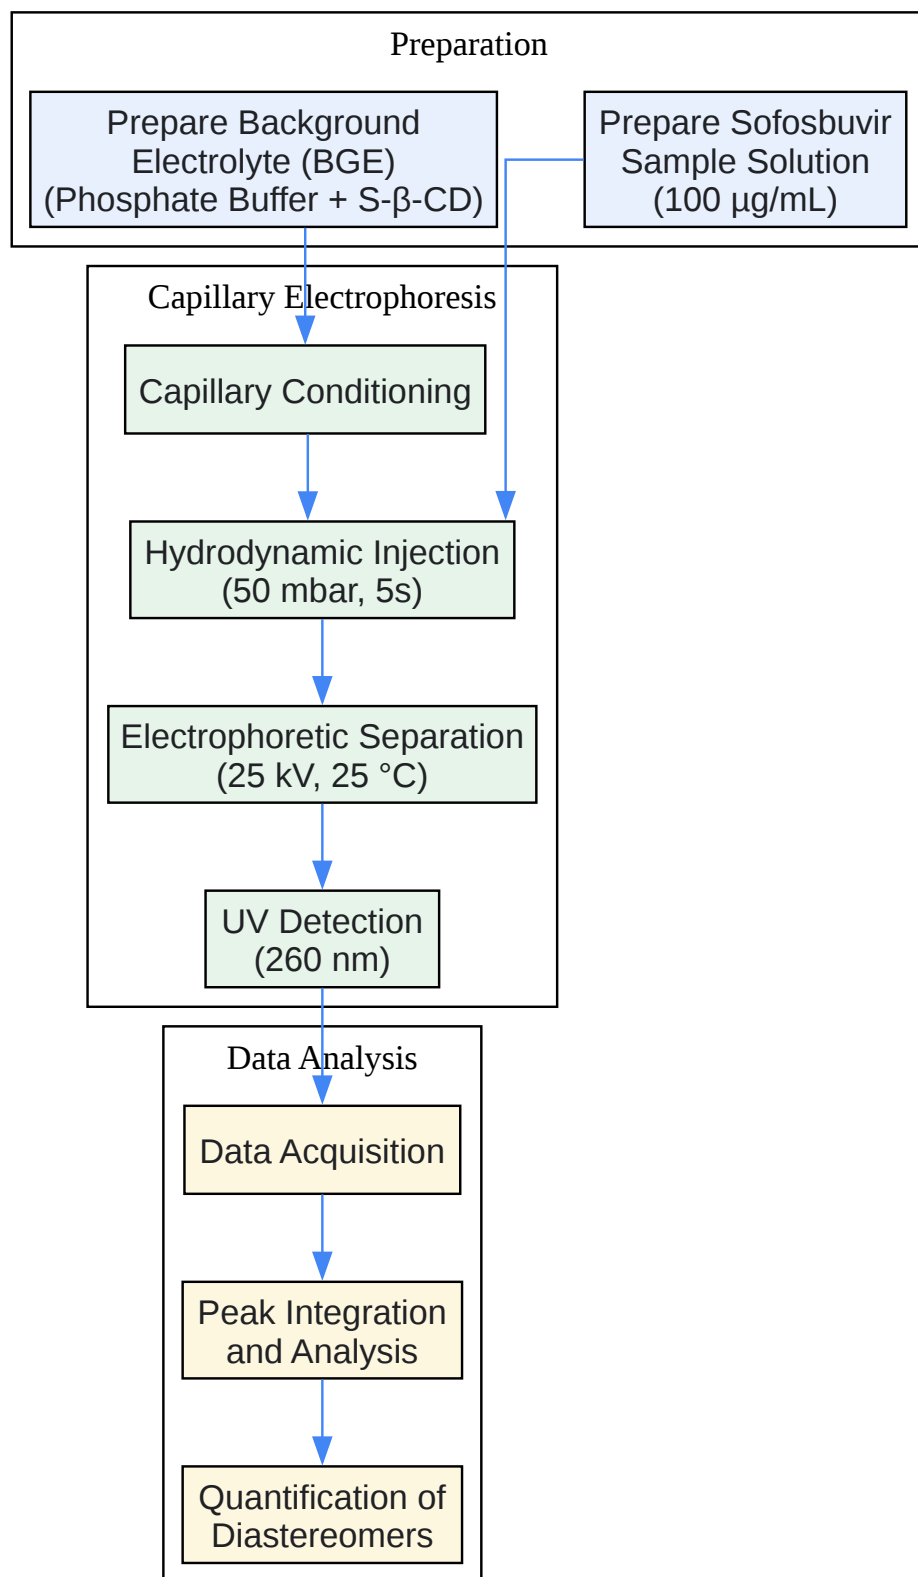 Preparation
Prepare Background
Electrolyte (BGE)
(Phosphate Buffer + S-β-CD)
Prepare Sofosbuvir
Sample Solution
(100 µg/mL)
Capillary Electrophoresis
Capillary Conditioning
Hydrodynamic Injection
(50 mbar, 5s)
Electrophoretic Separation
(25 kV, 25 °C)
UV Detection
(260 nm)
Data Analysis
Data Acquisition
Peak Integration
and Analysis
Quantification of
Diastereomers